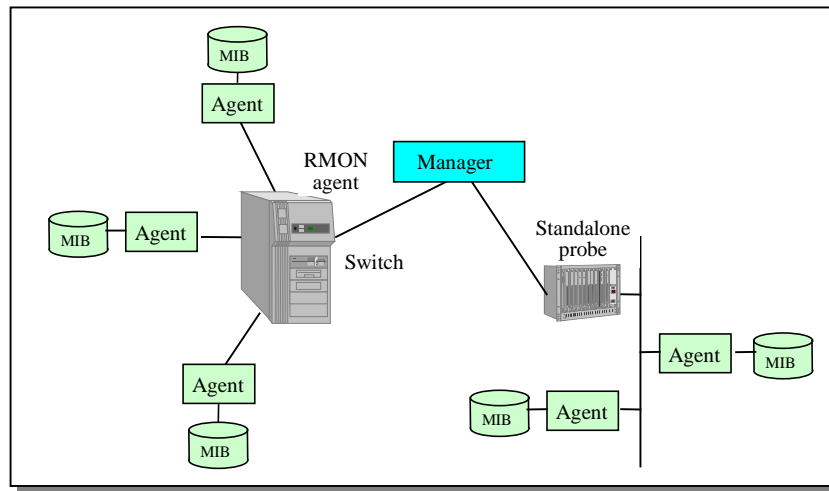 MIB
Agent
RMON
agent
Manager
MIB
Agent
Standalone
probe
Switch
Agent
MIB
Agent
MIB
Agent
MIB